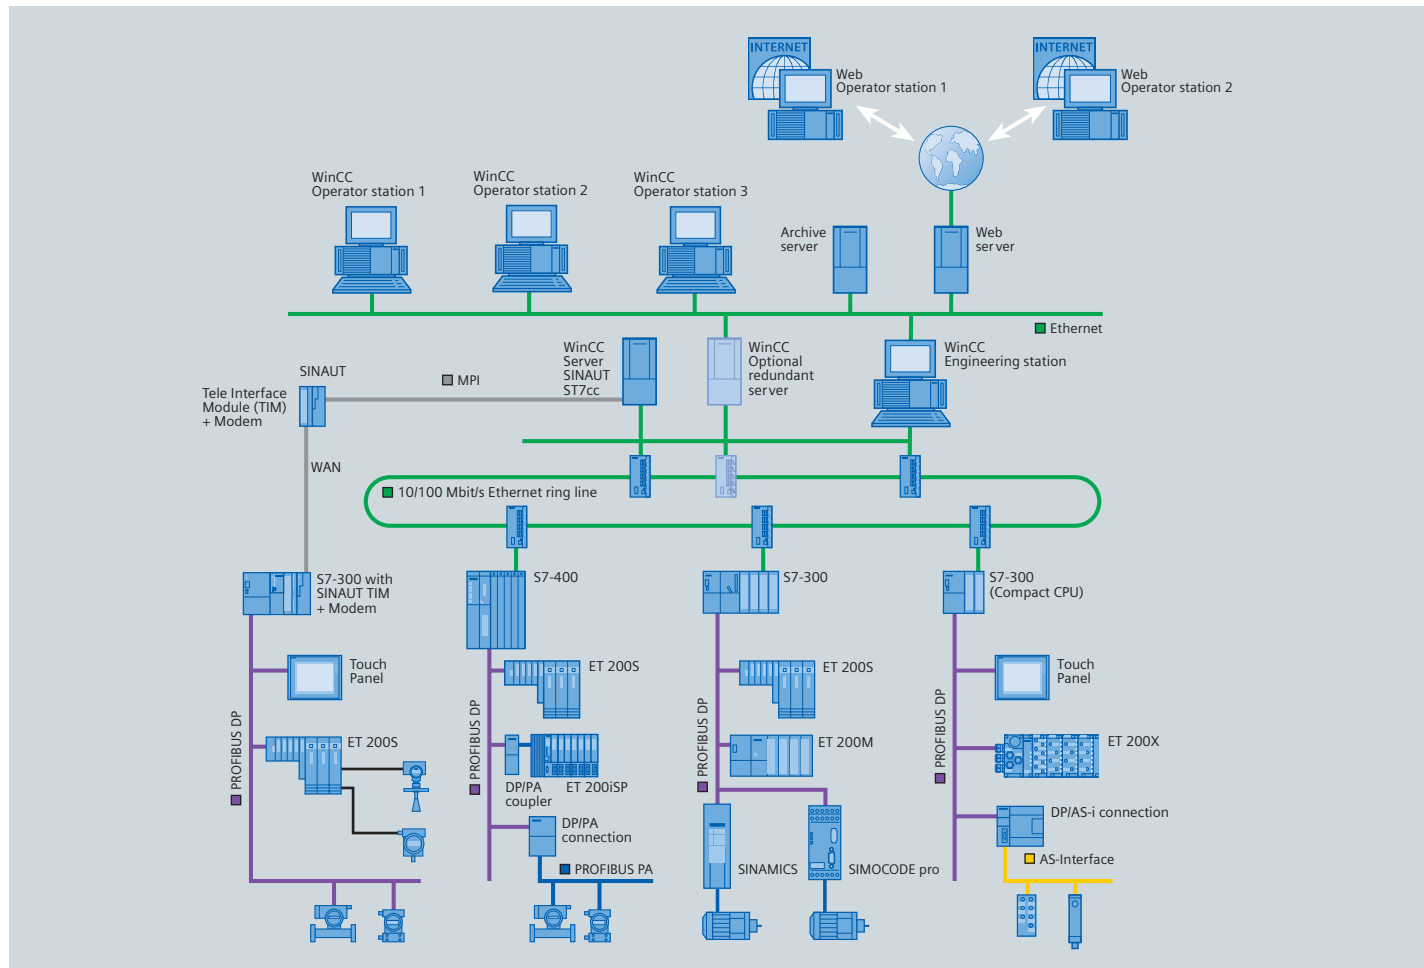 INTERNET
Web
Operator station 1
INTERNET
Web
Operator station 2
WinCC
Operator station 1
WinCC
Operator station 2
WinCC
Operator station 3
Archive
server
Web
server
Ethernet
WinCC
Server
SINAUT
ST7cc
WinCC
Optional
redundant
server
WinCC
Engineering station
SINAUT
MPI
Tele Interface
Module (TIM)
+ Modem
WAN
10/100 Mbit/s Ethernet ring line
S7-300 with
SINAUT TIM
+ Modem
S7-400
S7-300
S7-300
(Compact CPU)
Touch
Panel
ET 200S
ET 200S
Touch
Panel
PROFIBUS DP
PROFIBUS DP
PROFIBUS DP
PROFIBUS DP
ET 200S
DP/PA
coupler
ET 200iSP
ET 200M
ET 200X
DP/PA
connection
DP/AS-i connection
PROFIBUS PA
SINAMICS
SIMOCODE pro
AS-Interface